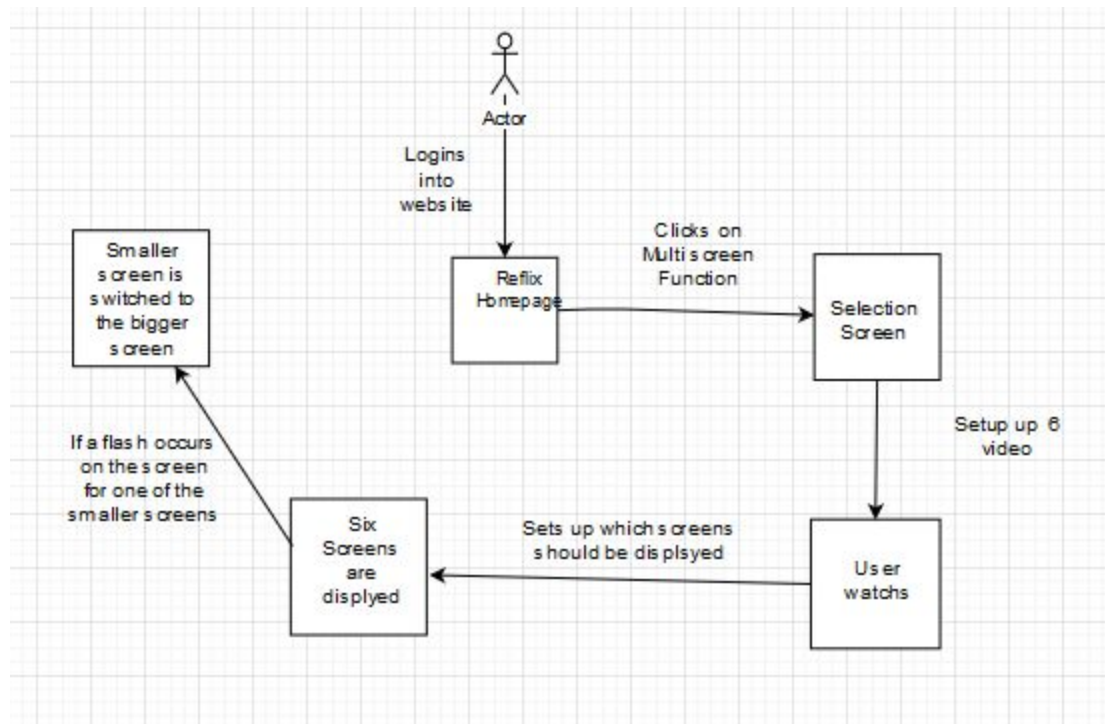 Actor
Logins
into
website
Reflix
Homepage
Clicks on
Multiscreen
Function
Selection
Screen
Setup up 6
video
User
watchs
Sets up which screens
should be displsyed
Six
Screens
are
displyed
If a flash occurs
on the screen
for one of the
smaller screens
Smaller
screen is
switched to
the bigger
screen